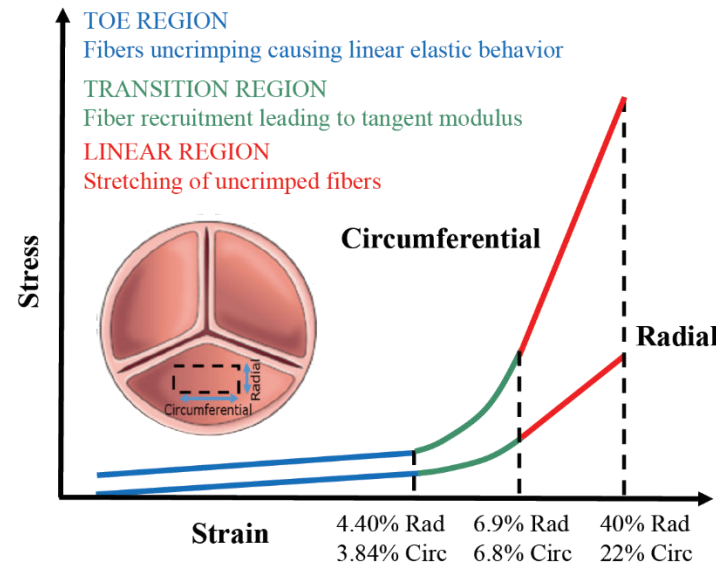 TOE REGION
Fibers uncrimping causing linear elastic behavior
TRANSITION REGION
Fiber recruitment leading to tangent modulus
LINEAR REGION
Stretching of uncrimped fibers
Circumferential
Radial
Stress
Radial
Circumferential
Strain
4.40% Rad
3.84% Circ
6.9% Rad
6.8% Circ
40% Rad
22% Circ